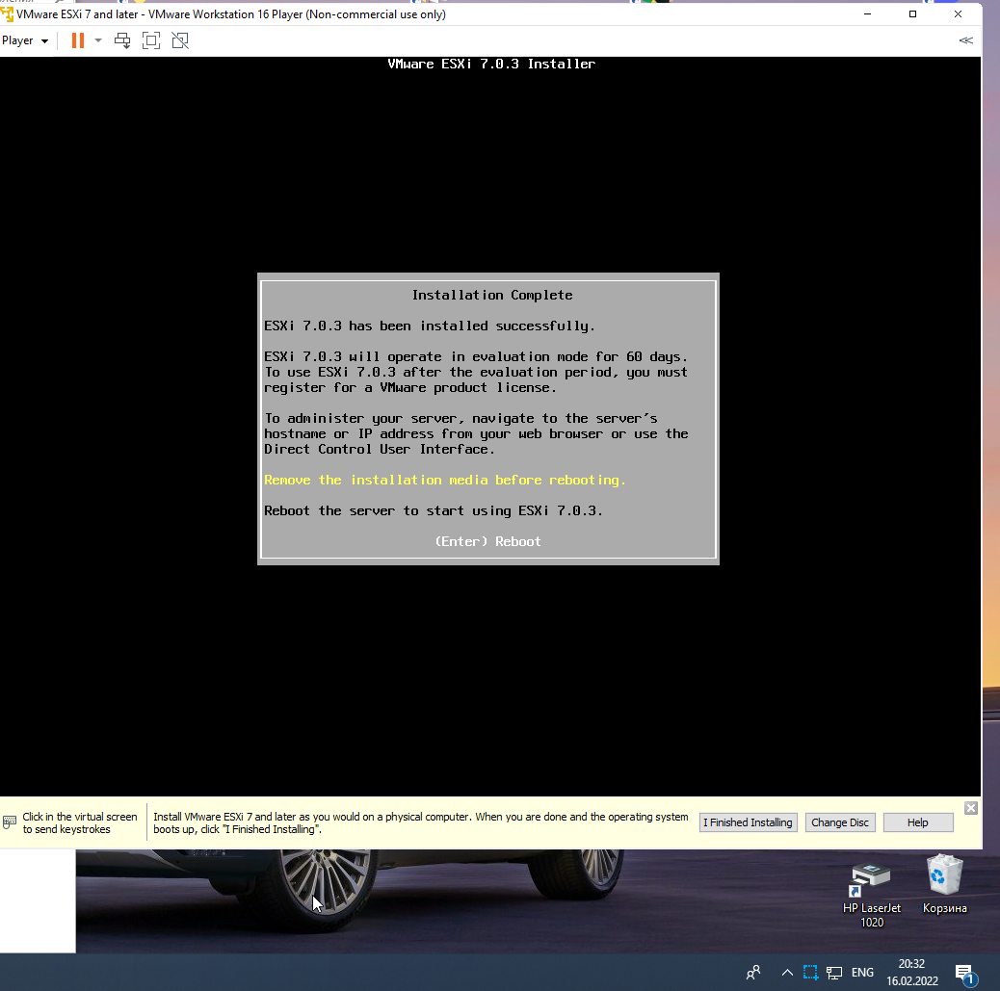 VMware ESXi 7 and later - VMware Workstation 16 Player (Non-commercial use only)
Player
VMware ESXi 7.0.3 Installer
Installation Complete
ESXi 7.0.3 has been installed successfully.
ESXi 7.0.3 will operate in evaluation mode for 60 days.
To use ESXi 7.0.3 after the evaluation period, you must
register for a VMware product license.
To administer your server, navigate to the server's
hostname or IP address from your web browser or use the
Direct Control User Interface.
Remove the installation media before rebooting.
Reboot the server to start using ESXi 7.0.3.
(Enter) Reboot
Click in the virtual screen
to send keystrokes
Install VMware ESXi 7 and later as you would on a physical computer. When you are done and the operating system
boots up, click "I Finished Installing".
I Finished Installing
Change Disc
Help
HP LaserJet
1020
Корзина
ENG
20:32
16.02.2022
1